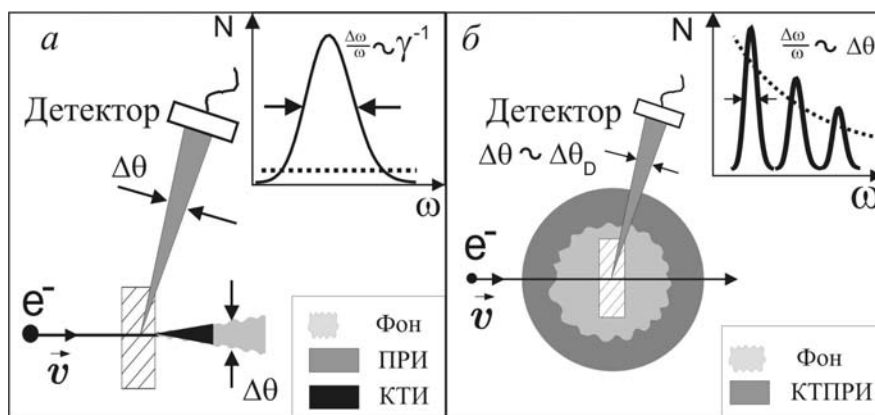 а
N
Δω/ω ~ γ⁻¹
ω
Детектор
Δθ
e⁻
v⃗
Δθ
Фон
ПРИ
КТИ
б
N
Δω/ω ~ Δθ
ω
Детектор
Δθ ~ Δθ_D
e⁻
v⃗
Фон
КТПРИ